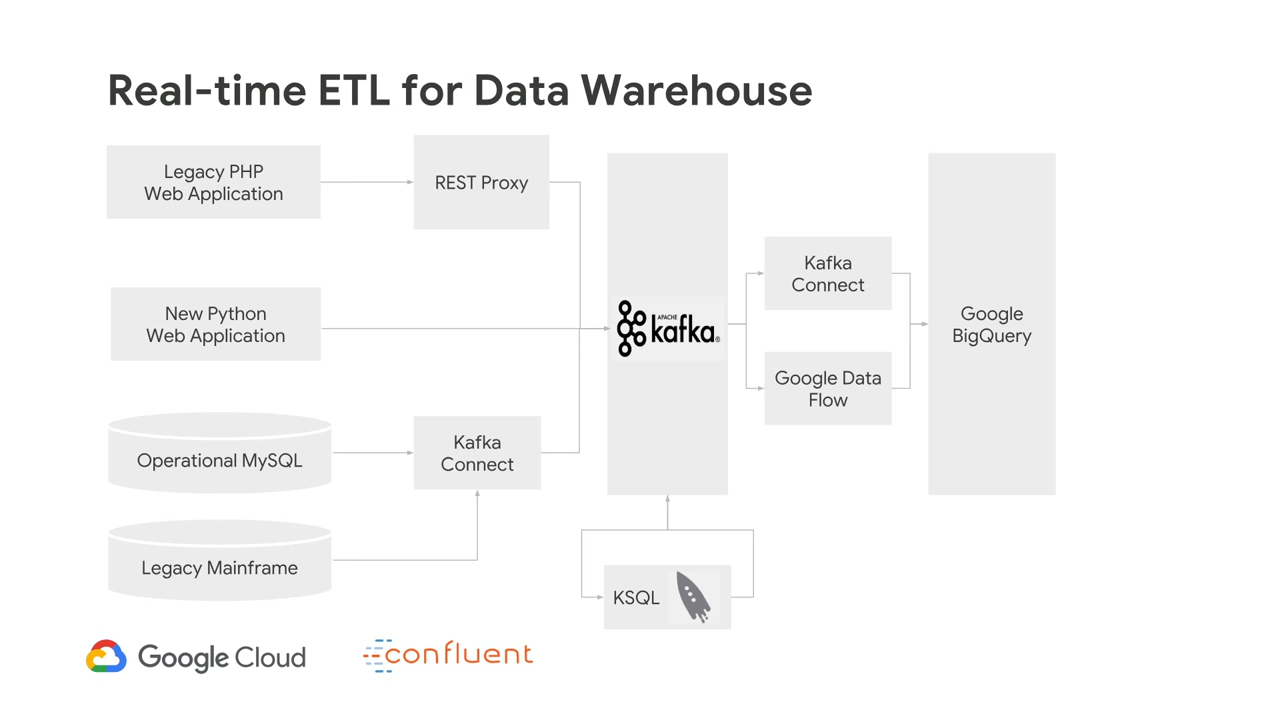 Real-time ETL for Data Warehouse
Legacy PHP
Web Application
REST Proxy
New Python
Web Application
Operational MySQL
Kafka
Connect
Legacy Mainframe
APACHE
kafka®
KSQL
Kafka
Connect
Google Data
Flow
Google
BigQuery
Google Cloud
confluent